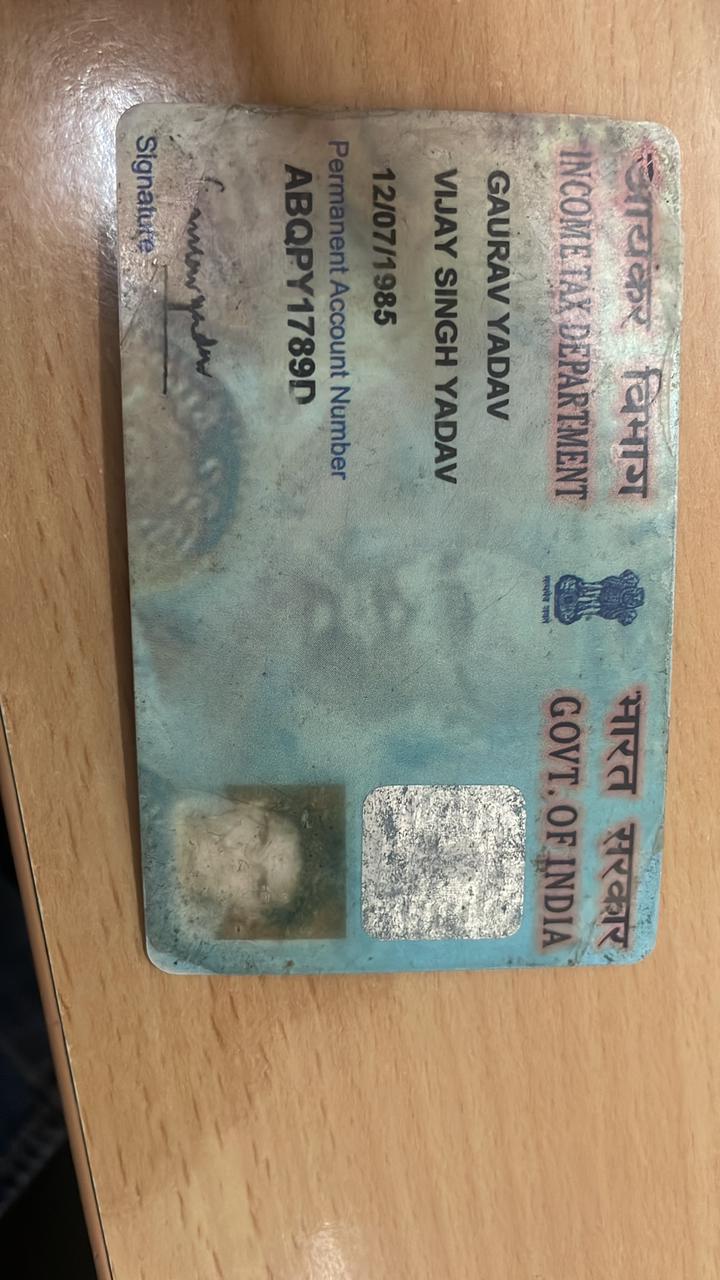 आयकर विभाग
INCOME TAX DEPARTMENT
सत्यमेव जयते
भारत सरकार
GOVT. OF INDIA
GAURAV YADAV
VIJAY SINGH YADAV
12/07/1985
Permanent Account Number
ABQPY1789D
Signature